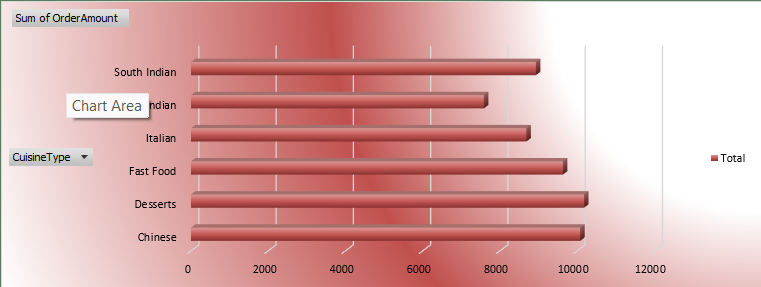 Sum of OrderAmount
South Indian
Chart Area
ndian
Italian
CuisineType
Fast Food
Total
Desserts
Chinese
0 2000 4000 6000 8000 10000 12000